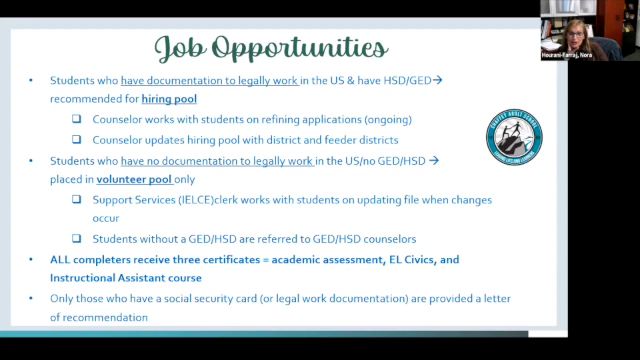 Job Opportunities
Hourani-Farraj, Nora
• Students who have documentation to legally work in the US & have HSD/GED→
recommended for hiring pool
❑ Counselor works with students on refining applications (ongoing)
❑ Counselor updates hiring pool with district and feeder districts
• Students who have no documentation to legally work in the US/no GED/HSD →
placed in volunteer pool only
❑ Support Services (IELCE)clerk works with students on updating file when changes
occur
❑ Students without a GED/HSD are referred to GED/HSD counselors
• ALL completers receive three certificates = academic assessment, EL Civics, and
Instructional Assistant course
• Only those who have a social security card (or legal work documentation) are provided a letter
of recommendation
CHAFFEY ADULT SCHOOL